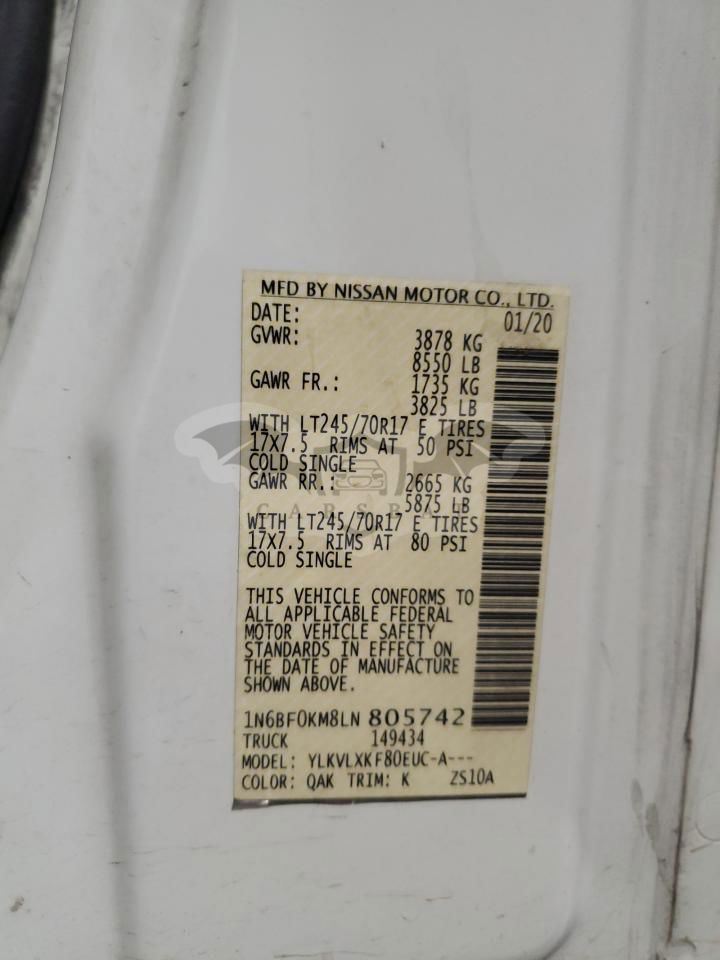 MFD BY NISSAN MOTOR CO., LTD.
DATE: 01/20
GVWR: 3878 KG
8550 LB
GAWR FR.: 1735 KG
3825 LB
WITH LT245/70R17 E TIRES
17X7.5 RIMS AT 50 PSI
COLD SINGLE
GAWR RR.: 2665 KG
5875 LB
CARSBAT
WITH LT245/70R17 E TIRES
17X7.5 RIMS AT 80 PSI
COLD SINGLE
THIS VEHICLE CONFORMS TO
ALL APPLICABLE FEDERAL
MOTOR VEHICLE SAFETY
STANDARDS IN EFFECT ON
THE DATE OF MANUFACTURE
SHOWN ABOVE.
1N6BF0KM8LN 805742
TRUCK 149434
MODEL: YLKVLXKF80EUC-A---
COLOR: QAK TRIM: K ZS10A